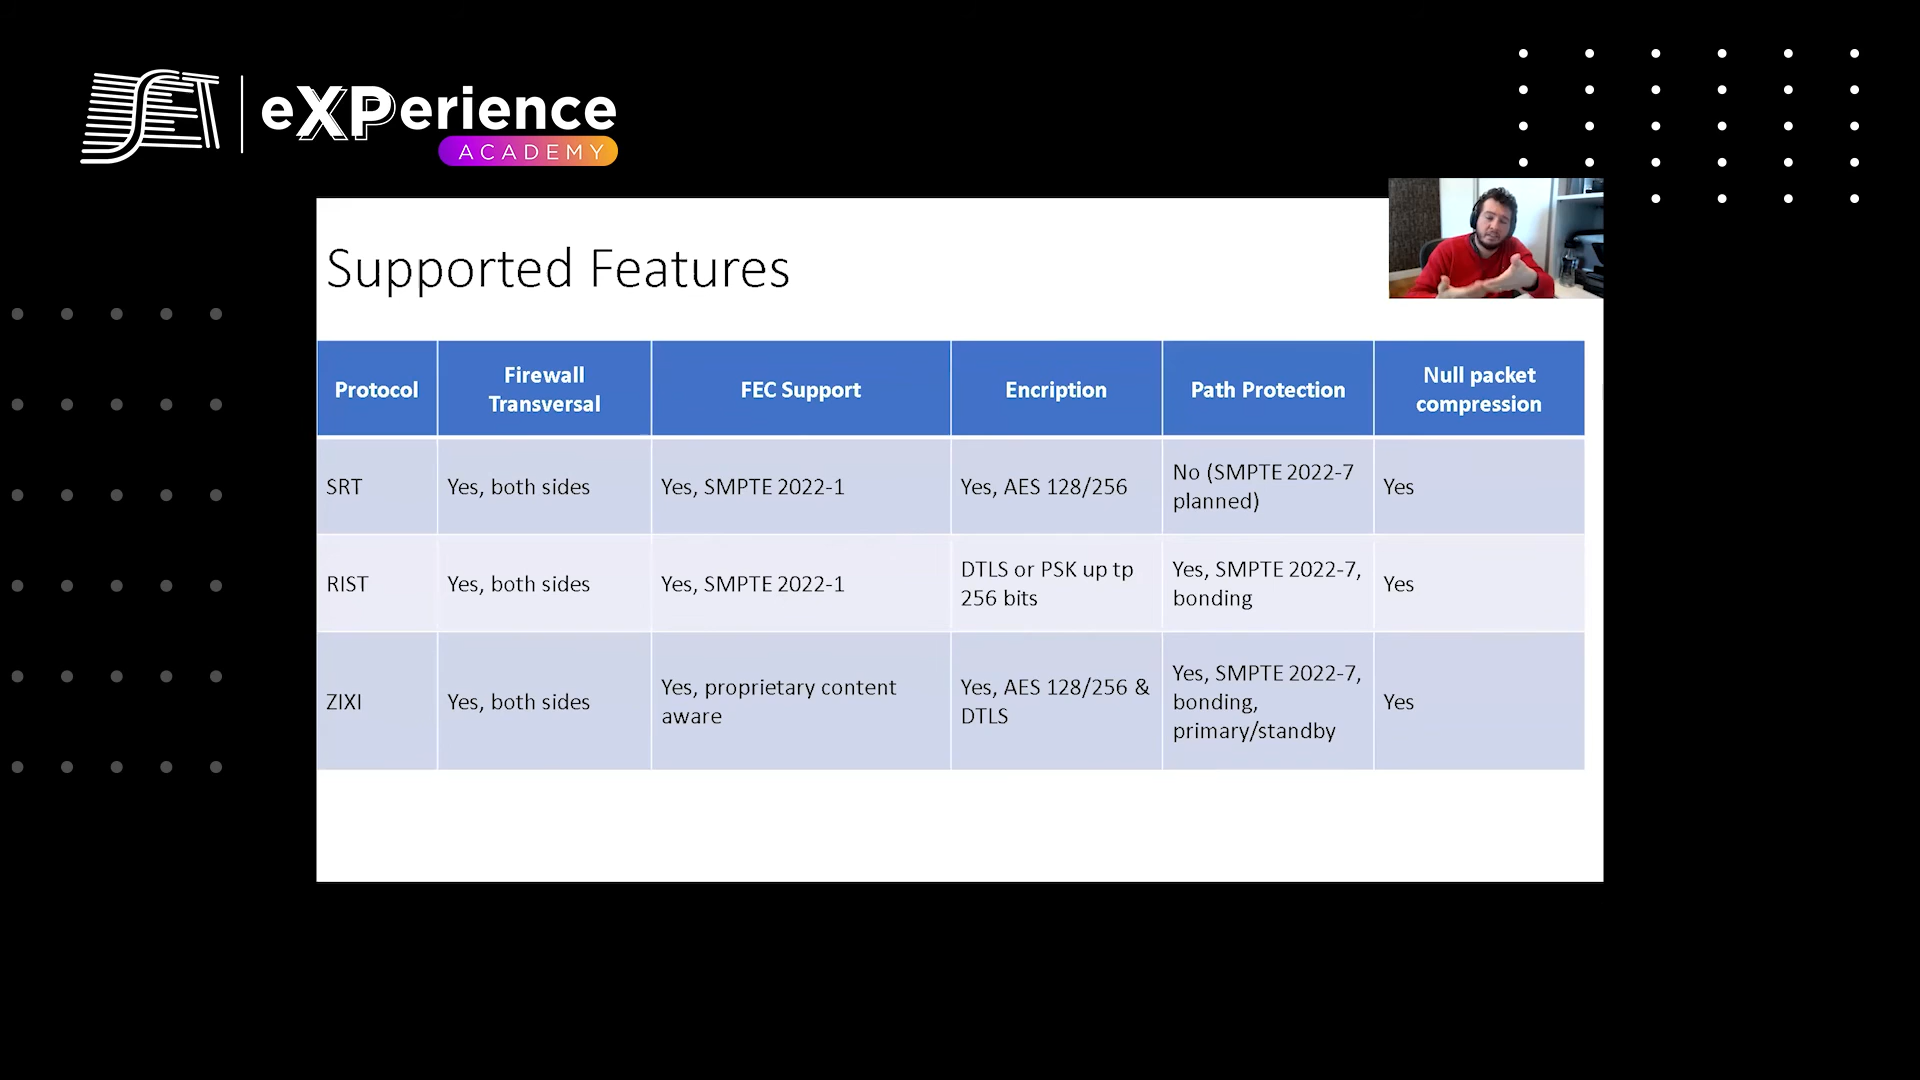 SET
eXPerience
ACADEMY
Supported Features
Protocol
Firewall
Transversal
FEC Support
Encription
Path Protection
Null packet
compression
SRT
Yes, both sides
Yes, SMPTE 2022-1
Yes, AES 128/256
No (SMPTE 2022-7
planned)
Yes
RIST
Yes, both sides
Yes, SMPTE 2022-1
DTLS or PSK up tp
256 bits
Yes, SMPTE 2022-7,
bonding
Yes
ZIXI
Yes, both sides
Yes, proprietary content
aware
Yes, AES 128/256 &
DTLS
Yes, SMPTE 2022-7,
bonding,
primary/standby
Yes